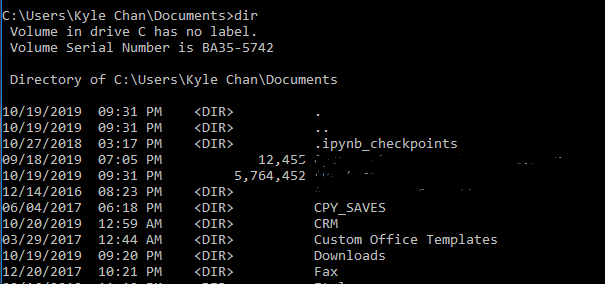 C:\Users\Kyle Chan\Documents>dir
Volume in drive C has no label.
Volume Serial Number is BA35-5742
Directory of C:\Users\Kyle Chan\Documents
10/19/2019 09:31 PM <DIR> .
10/19/2019 09:31 PM <DIR> ..
10/27/2018 03:17 PM <DIR> .ipynb_checkpoints
09/18/2019 07:05 PM 12,455
10/19/2019 09:31 PM 5,764,452
12/14/2016 08:23 PM <DIR>
06/04/2017 06:18 PM <DIR> CPY_SAVES
10/20/2019 12:59 AM <DIR> CRM
03/29/2017 12:44 AM <DIR> Custom Office Templates
10/19/2019 09:20 PM <DIR> Downloads
12/20/2017 10:21 PM <DIR> Fax